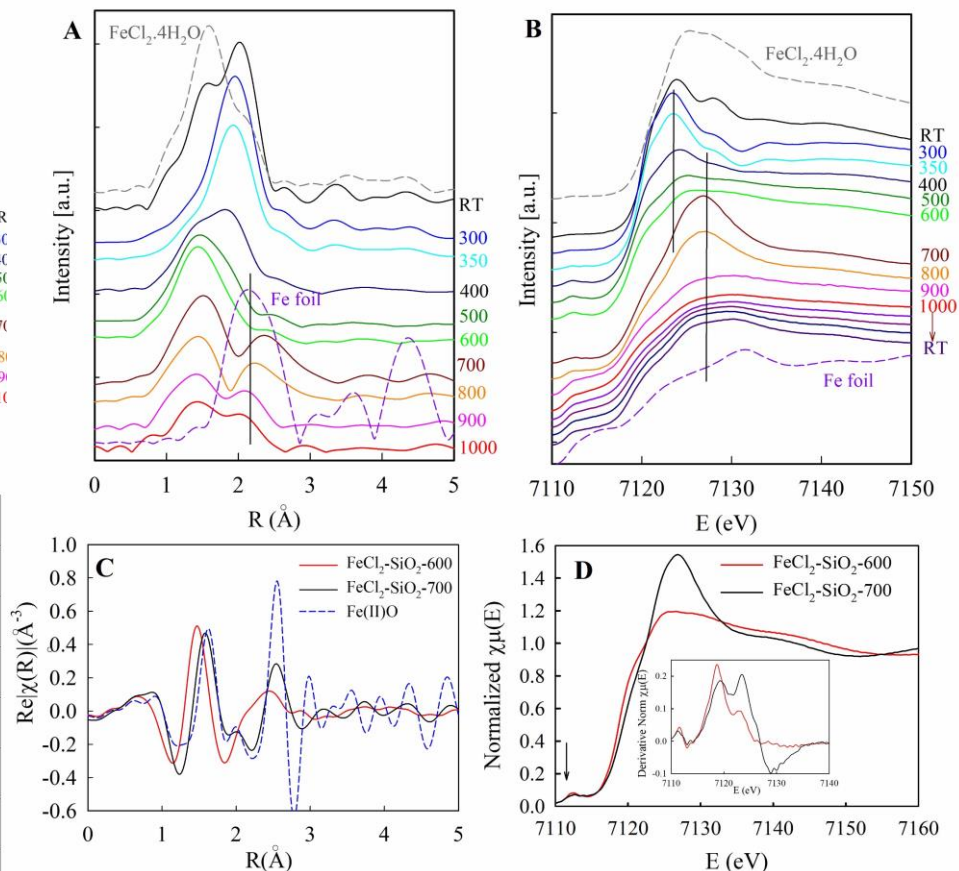 A
FeCl2.4H2O
Fe foil
RT
300
350
400
500
600
700
800
900
1000
Intensity [a.u.]
0 1 2 3 4 5
R (Å)
B
FeCl2.4H2O
Fe foil
RT
300
350
400
500
600
700
800
900
1000
RT
Intensity [a.u.]
7110 7120 7130 7140 7150
E (eV)
C
FeCl2-SiO2-600
FeCl2-SiO2-700
Fe(II)O
1.0
0.8
0.6
0.4
0.2
0.0
-0.2
-0.4
-0.6
Re|χ(R)|(Å-3)
0 1 2 3 4 5
R(Å)
D
FeCl2-SiO2-600
FeCl2-SiO2-700
1.6
1.4
1.2
1.0
0.8
0.6
0.4
0.2
0.0
Normalized χμ(E)
7110 7120 7130 7140 7150 7160
E (eV)
0.2
0.1
0.0
-0.1
Derivative Norm χμ(E)
7110 7120 7130 7140
E (eV)